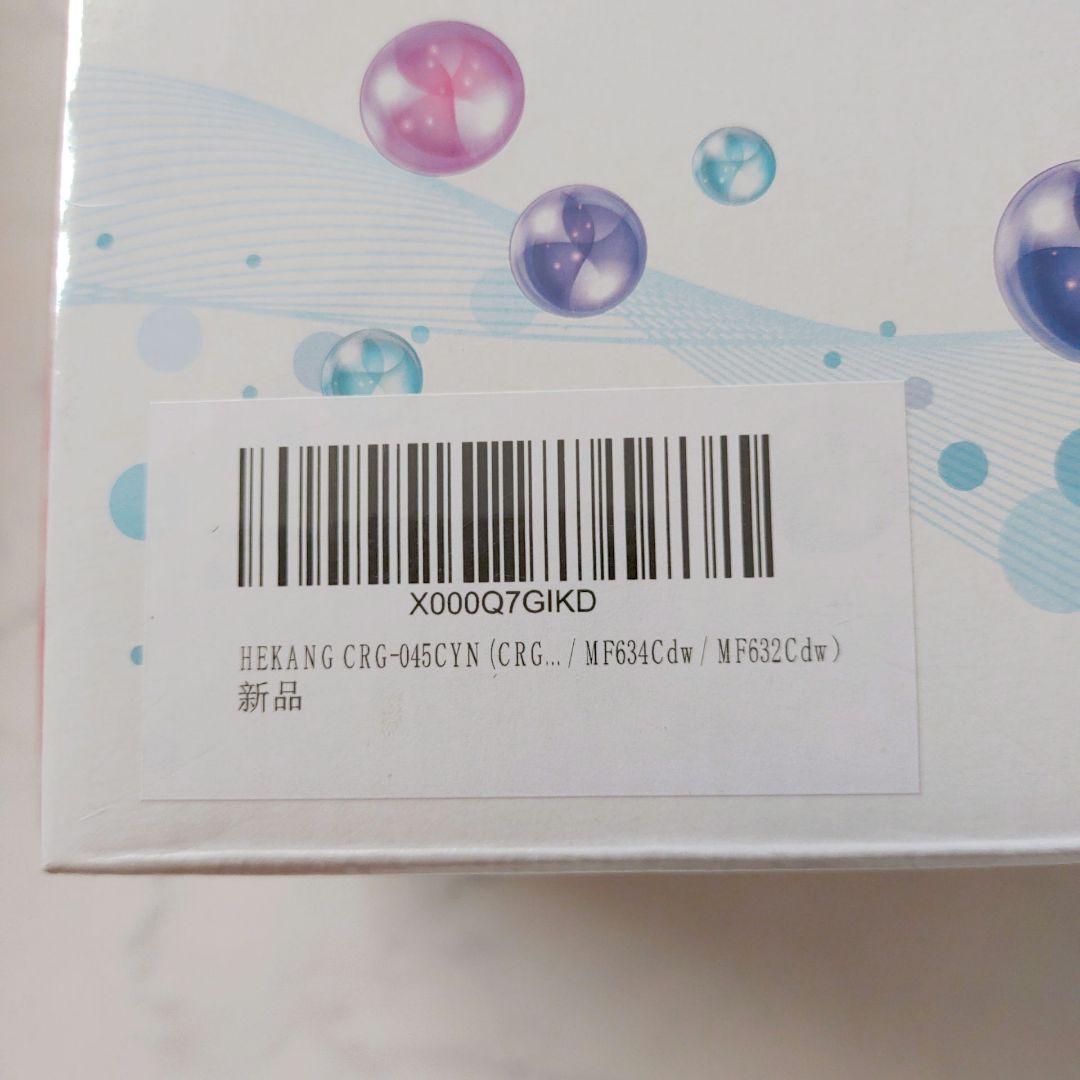 X000Q7GIKD
HEKANG CRG-045CYN (CRG... / MF634Cdw / MF632Cdw)
新品